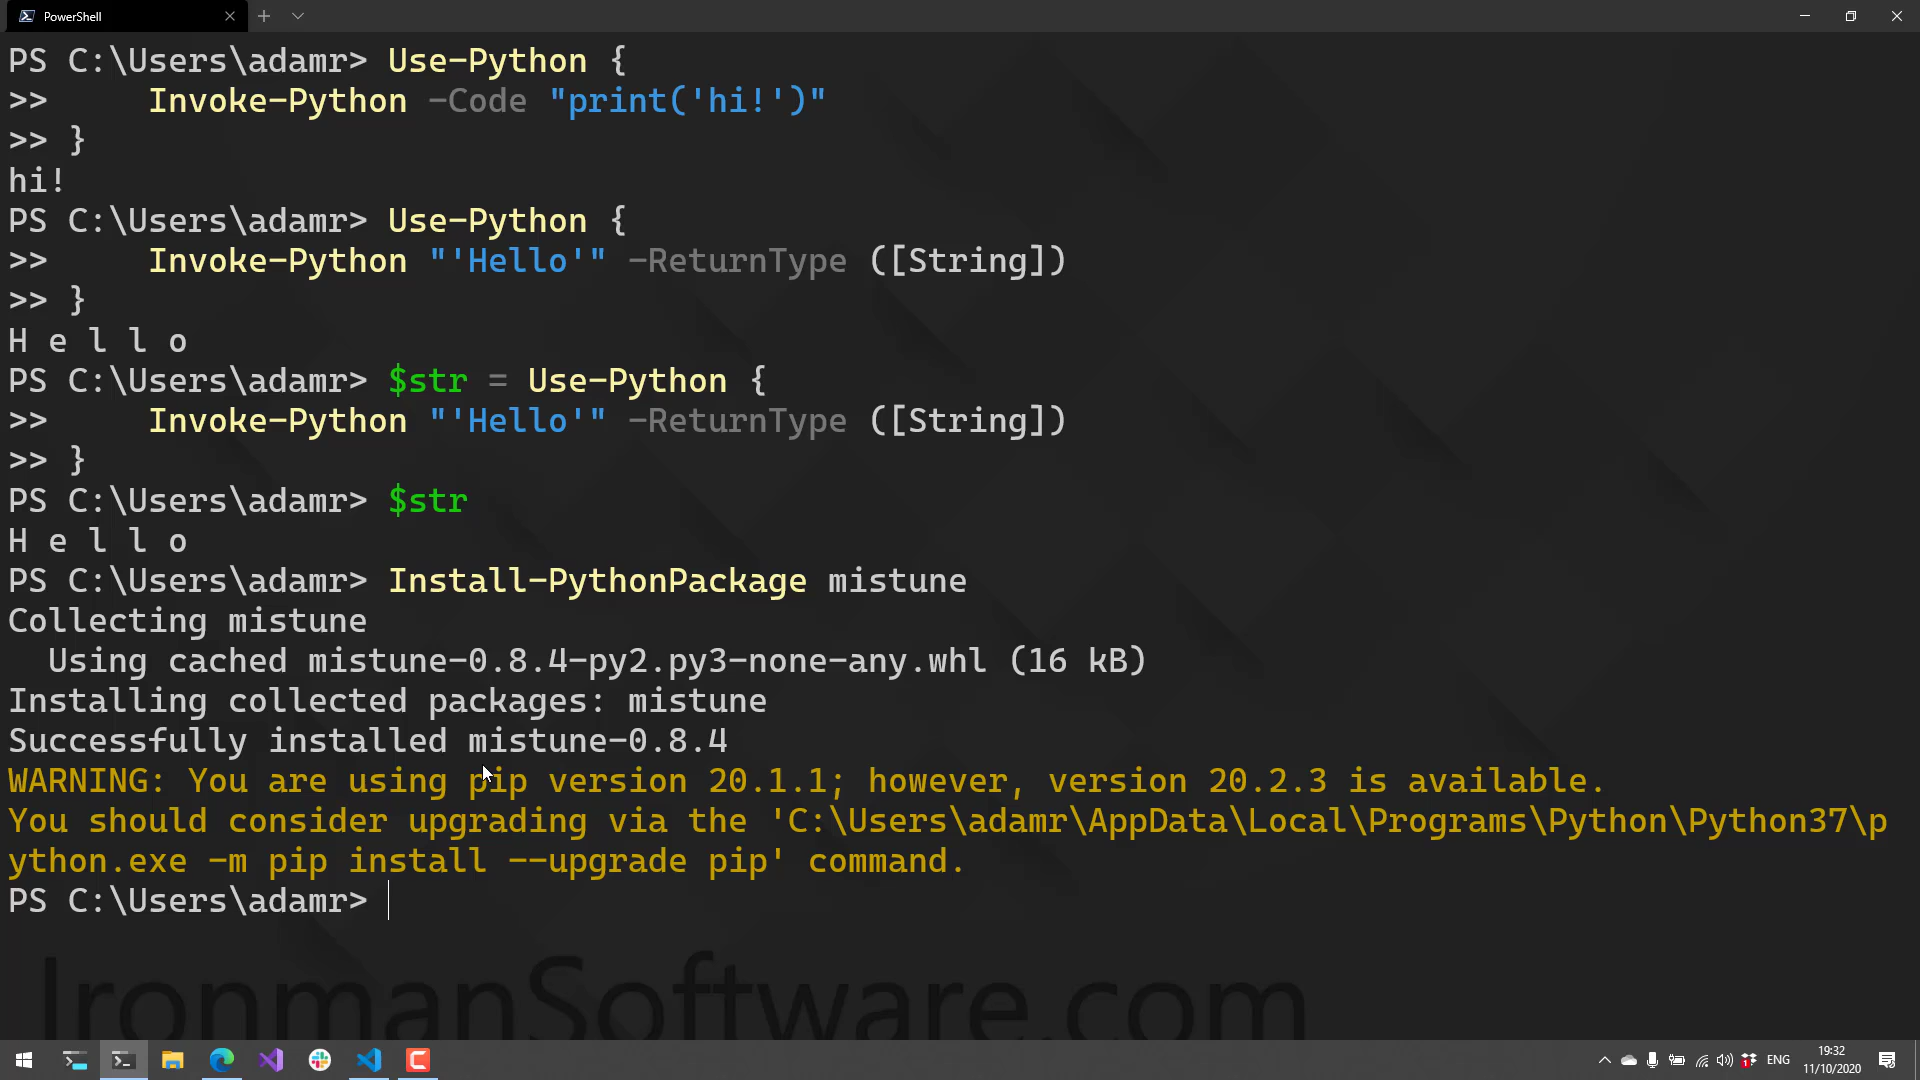 PowerShell
PS C:\Users\adamr> Use-Python {
>>     Invoke-Python -Code "print('hi!')"
>> }
hi!
PS C:\Users\adamr> Use-Python {
>>     Invoke-Python "'Hello'" -ReturnType ([String])
>> }
H e l l o
PS C:\Users\adamr> $str = Use-Python {
>>     Invoke-Python "'Hello'" -ReturnType ([String])
>> }
PS C:\Users\adamr> $str
H e l l o
PS C:\Users\adamr> Install-PythonPackage mistune
Collecting mistune
  Using cached mistune-0.8.4-py2.py3-none-any.whl (16 kB)
Installing collected packages: mistune
Successfully installed mistune-0.8.4
WARNING: You are using pip version 20.1.1; however, version 20.2.3 is available.
You should consider upgrading via the 'C:\Users\adamr\AppData\Local\Programs\Python\Python37\p
ython.exe -m pip install --upgrade pip' command.
PS C:\Users\adamr>
IronmanSoftware.com
ENG
19:32
11/10/2020